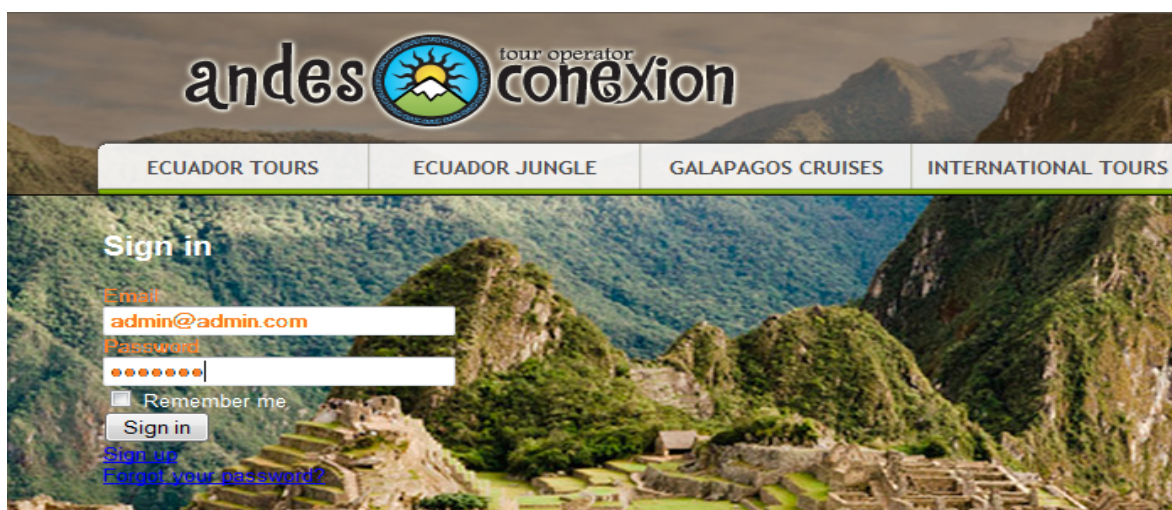 andes tour operator conexion
ECUADOR TOURS ECUADOR JUNGLE GALAPAGOS CRUISES INTERNATIONAL TOURS
Sign in
Email
admin@admin.com
Password
•••••••
Remember me
Sign in
Sign up
Forgot your password?